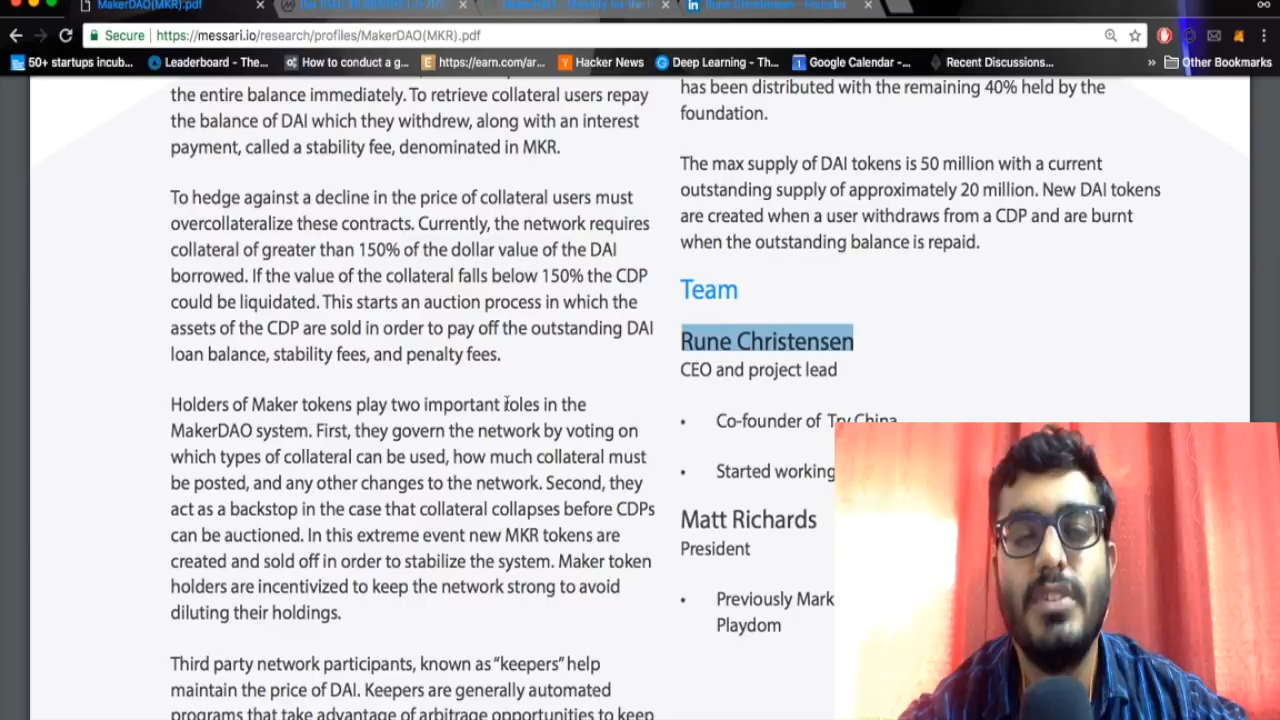 MakerDAO(MKR).pdf
Rune Christensen - Founder
Secure
https://messari.io/research/profiles/MakerDAO(MKR).pdf
50+ startups incub...
Leaderboard - The...
How to conduct a g...
https://earn.com/ar...
Hacker News
Deep Learning - Th...
Google Calendar -...
Recent Discussions...
»
Other Bookmarks
the entire balance immediately. To retrieve collateral users repay
the balance of DAI which they withdrew, along with an interest
payment, called a stability fee, denominated in MKR.
To hedge against a decline in the price of collateral users must
overcollateralize these contracts. Currently, the network requires
collateral of greater than 150% of the dollar value of the DAI
borrowed. If the value of the collateral falls below 150% the CDP
could be liquidated. This starts an auction process in which the
assets of the CDP are sold in order to pay off the outstanding DAI
loan balance, stability fees, and penalty fees.
Holders of Maker tokens play two important roles in the
MakerDAO system. First, they govern the network by voting on
which types of collateral can be used, how much collateral must
be posted, and any other changes to the network. Second, they
act as a backstop in the case that collateral collapses before CDPs
can be auctioned. In this extreme event new MKR tokens are
created and sold off in order to stabilize the system. Maker token
holders are incentivized to keep the network strong to avoid
diluting their holdings.
Third party network participants, known as “keepers” help
maintain the price of DAI. Keepers are generally automated
programs that take advantage of arbitrage opportunities to keep
has been distributed with the remaining 40% held by the
foundation.
The max supply of DAI tokens is 50 million with a current
outstanding supply of approximately 20 million. New DAI tokens
are created when a user withdraws from a CDP and are burnt
when the outstanding balance is repaid.
Team
Rune Christensen
CEO and project lead
• Co-founder of Try China
• Started working
Matt Richards
President
• Previously Mark
Playdom